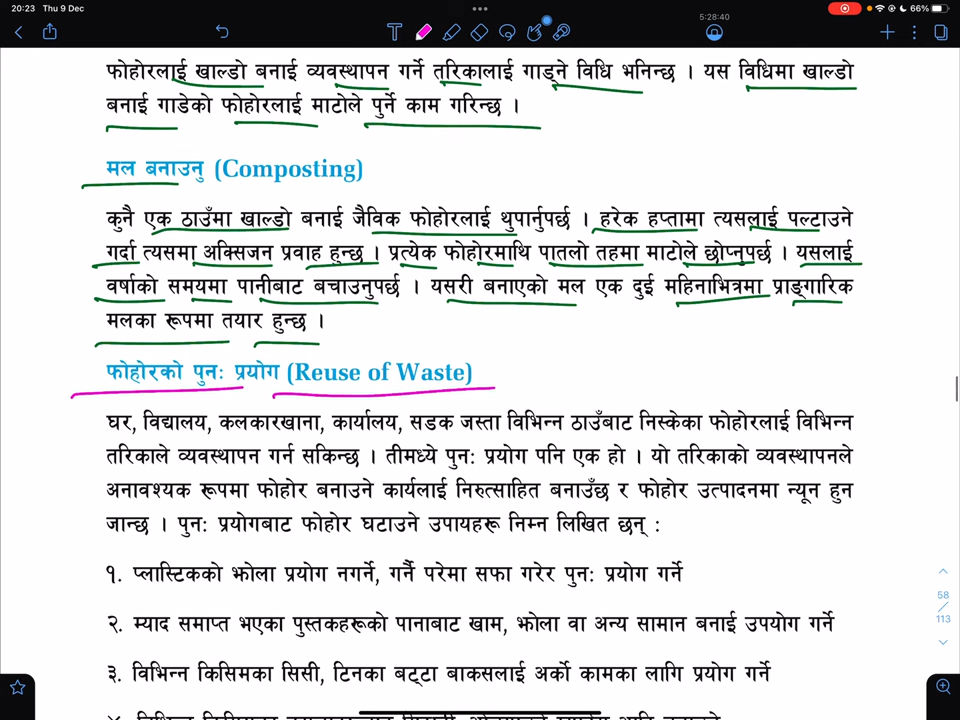 20:23 Thu 9 Dec
66%
5:28:40
फोहोरलाई खाल्डो बनाई व्यवस्थापन गर्ने तरिकालाई गाड्ने विधि भनिन्छ । यस विधिमा खाल्डो
बनाई गाडेको फोहोरलाई माटोले पुर्ने काम गरिन्छ ।
मल बनाउनु (Composting)
कुनै एक ठाउँमा खाल्डो बनाई जैविक फोहोरलाई थुपार्नुपर्छ । हरेक हप्तामा त्यसलाई पल्टाउने
गर्दा त्यसमा अक्सिजन प्रवाह हुन्छ । प्रत्येक फोहोरमाथि पातलो तहमा माटोले छोप्नुपर्छ । यसलाई
वर्षाको समयमा पानीबाट बचाउनुपर्छ । यसरी बनाएको मल एक दुई महिनाभित्रमा प्राङ्गारिक
मलका रूपमा तयार हुन्छ ।
फोहोरको पुनः प्रयोग (Reuse of Waste)
घर, विद्यालय, कलकारखाना, कार्यालय, सडक जस्ता विभिन्न ठाउँबाट निस्केका फोहोरलाई विभिन्न
तरिकाले व्यवस्थापन गर्न सकिन्छ । तीमध्ये पुनः प्रयोग पनि एक हो । यो तरिकाको व्यवस्थापनले
अनावश्यक रूपमा फोहोर बनाउने कार्यलाई निरुत्साहित बनाउँछ र फोहोर उत्पादनमा न्यून हुन
जान्छ । पुनः प्रयोगबाट फोहोर घटाउने उपायहरू निम्न लिखित छन् :
१. प्लास्टिकको झोला प्रयोग नगर्ने, गर्नै परेमा सफा गरेर पुनः प्रयोग गर्ने
58
113
२. म्याद समाप्त भएका पुस्तकहरूको पानाबाट खाम, झोला वा अन्य सामान बनाई उपयोग गर्ने
३. विभिन्न किसिमका सिसी, टिनका बट्टा बाकसलाई अर्को कामका लागि प्रयोग गर्ने